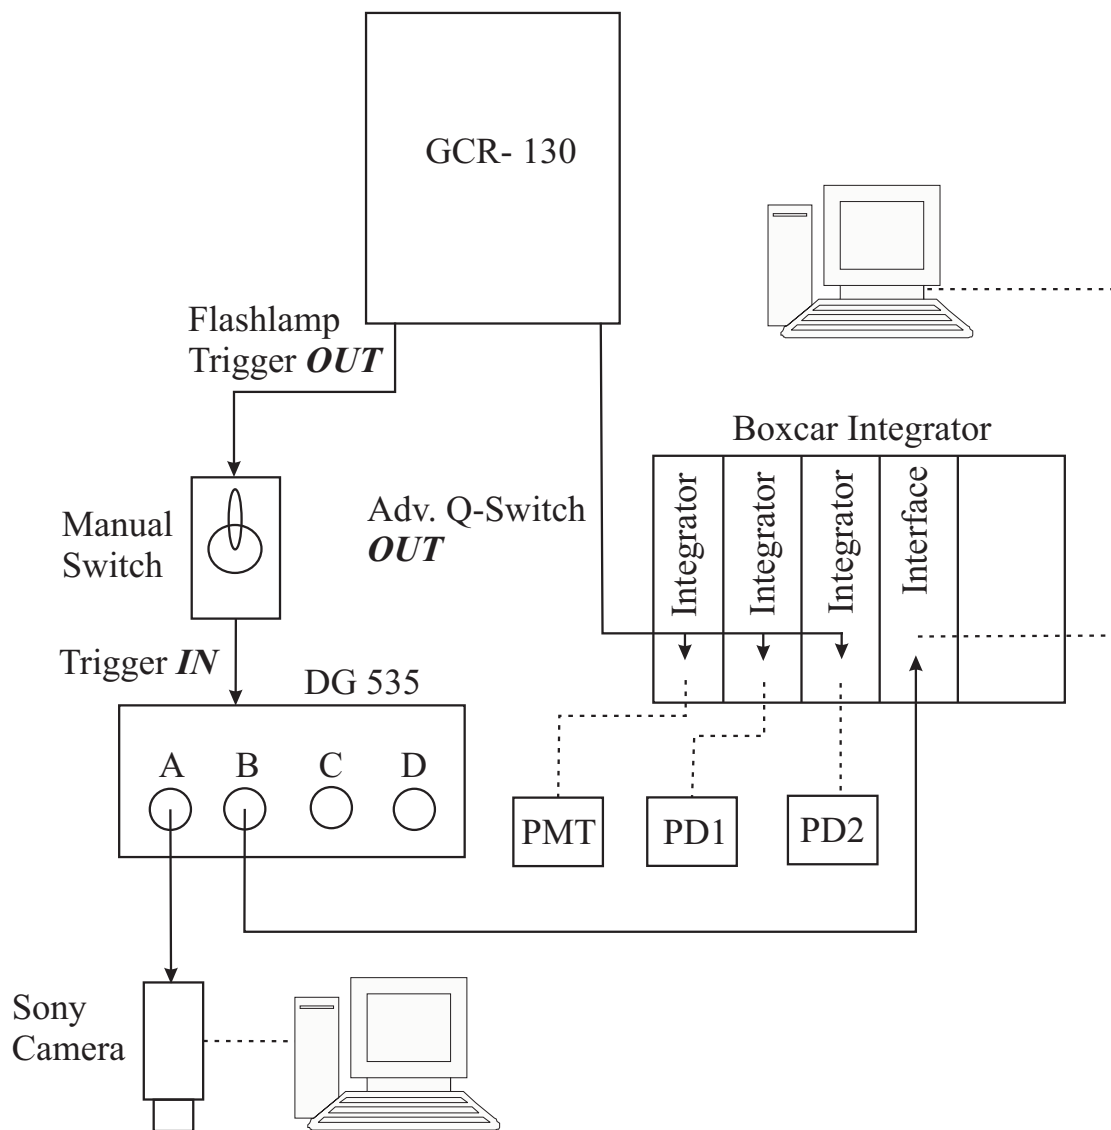 GCR- 130
Flashlamp
Trigger OUT
Boxcar Integrator
Manual
Switch
Adv. Q-Switch
OUT
Integrator
Integrator
Integrator
Interface
Trigger IN
DG 535
A
B
C
D
PMT
PD1
PD2
Sony
Camera